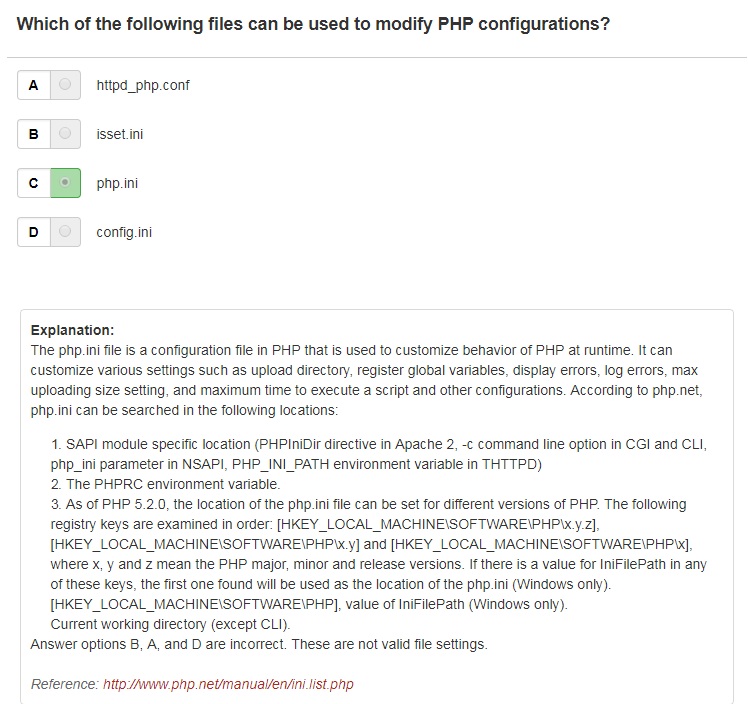 Which of the following files can be used to modify PHP configurations?
A httpd_php.conf
B isset.ini
C php.ini
D config.ini
Explanation:
The php.ini file is a configuration file in PHP that is used to customize behavior of PHP at runtime. It can
customize various settings such as upload directory, register global variables, display errors, log errors, max
uploading size setting, and maximum time to execute a script and other configurations. According to php.net,
php.ini can be searched in the following locations:
1. SAPI module specific location (PHPIniDir directive in Apache 2, -c command line option in CGI and CLI,
php_ini parameter in NSAPI, PHP_INI_PATH environment variable in THTTPD)
2. The PHPRC environment variable.
3. As of PHP 5.2.0, the location of the php.ini file can be set for different versions of PHP. The following
registry keys are examined in order: [HKEY_LOCAL_MACHINE\SOFTWARE\PHP\x.y.z],
[HKEY_LOCAL_MACHINE\SOFTWARE\PHP\x.y] and [HKEY_LOCAL_MACHINE\SOFTWARE\PHP\x],
where x, y and z mean the PHP major, minor and release versions. If there is a value for IniFilePath in any
of these keys, the first one found will be used as the location of the php.ini (Windows only).
[HKEY_LOCAL_MACHINE\SOFTWARE\PHP], value of IniFilePath (Windows only).
Current working directory (except CLI).
Answer options B, A, and D are incorrect. These are not valid file settings.
Reference: http://www.php.net/manual/en/ini.list.php